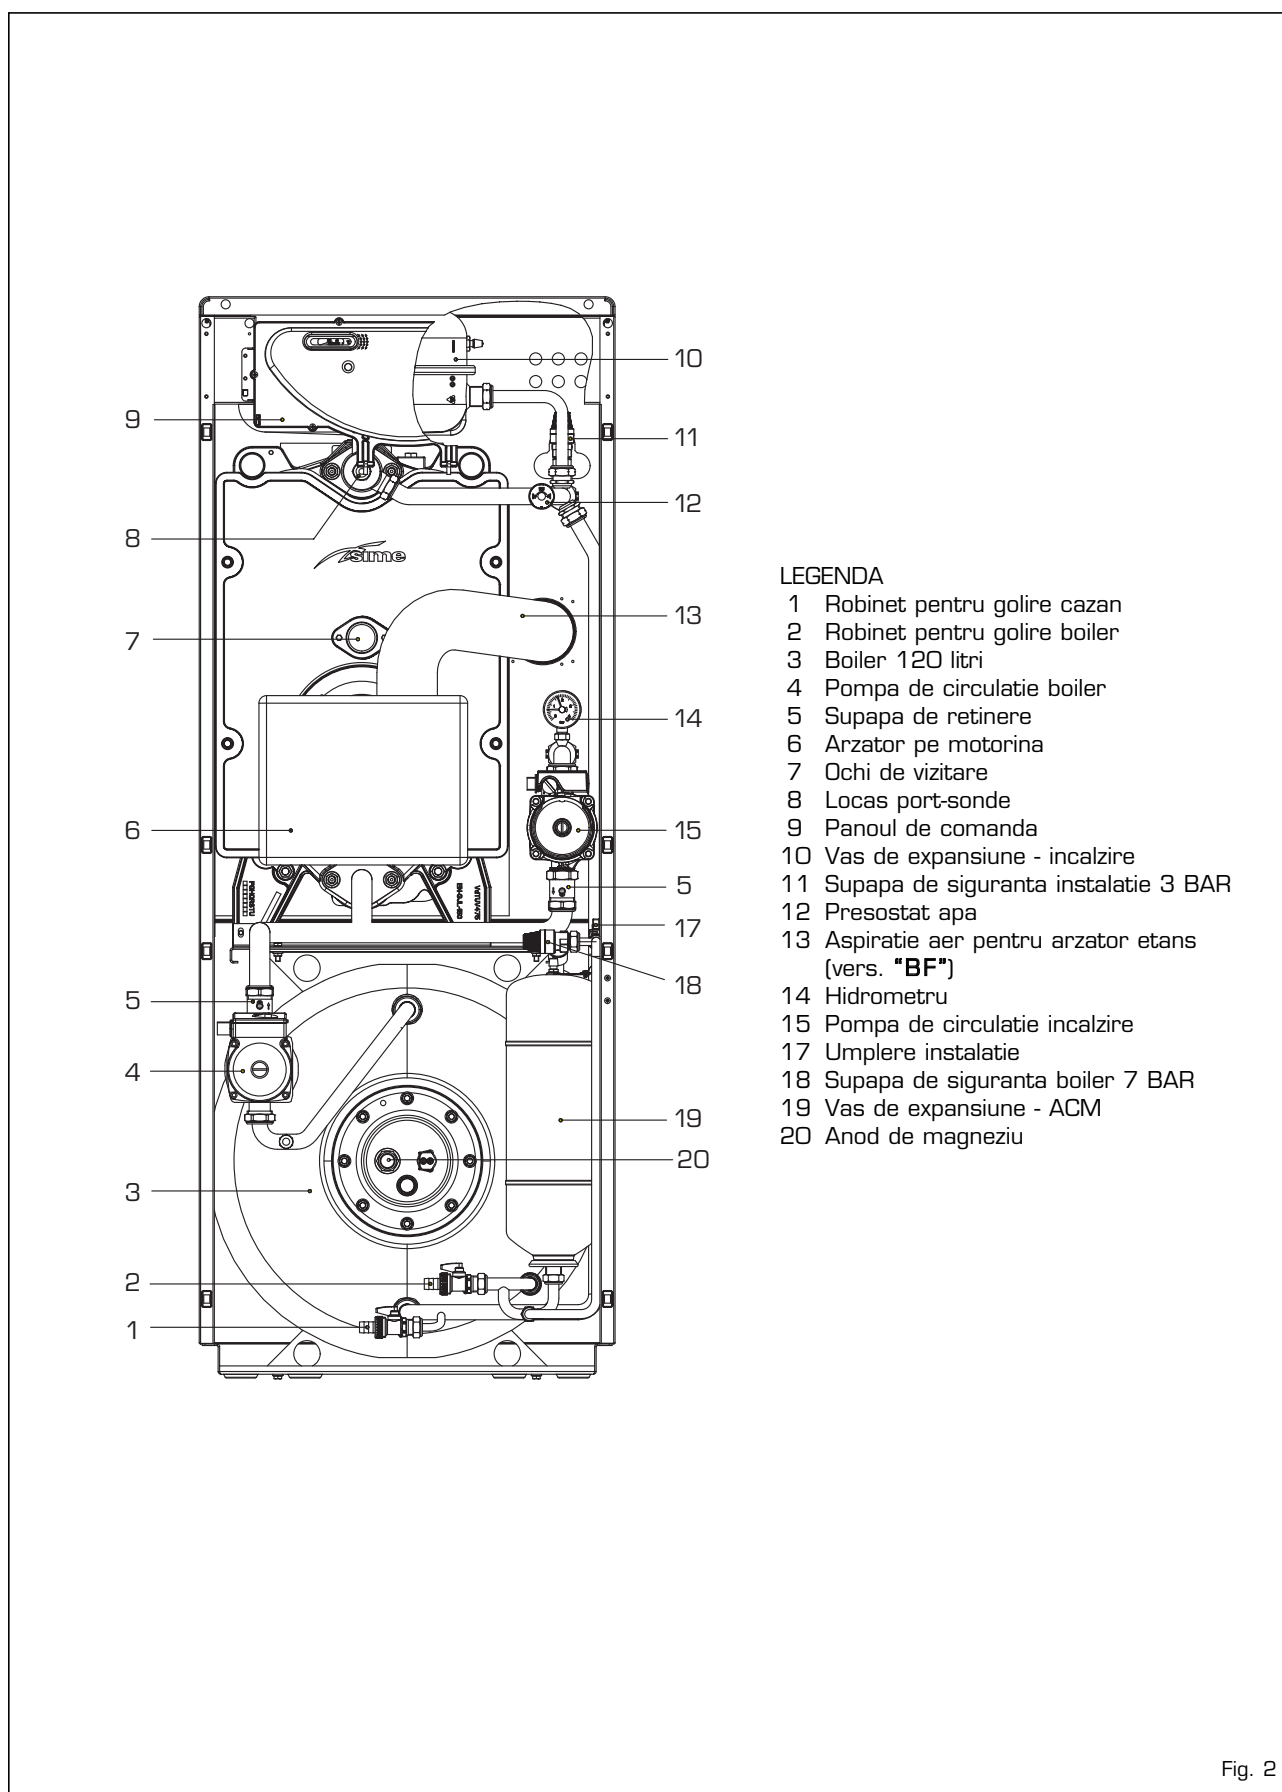 10
9
11
12
8
sime
13
7
14
6
15
5
17
18
5
4
19
20
3
2
1
LEGENDA
1 Robinet pentru golire cazan
2 Robinet pentru golire boiler
3 Boiler 120 litri
4 Pompa de circulatie boiler
5 Supapa de retinere
6 Arzator pe motorina
7 Ochi de vizitare
8 Locas port-sonde
9 Panoul de comanda
10 Vas de expansiune - incalzire
11 Supapa de siguranta instalatie 3 BAR
12 Presostat apa
13 Aspiratie aer pentru arzator etans
(vers. "BF")
14 Hidrometru
15 Pompa de circulatie incalzire
17 Umplere instalatie
18 Supapa de siguranta boiler 7 BAR
19 Vas de expansiune - ACM
20 Anod de magneziu
Fig. 2